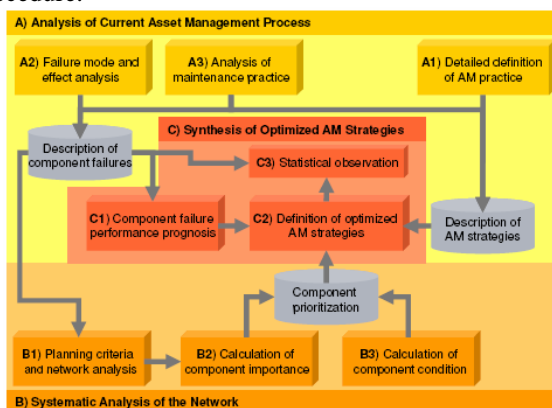 cedure.
A) Analysis of Current Asset Management Process
A2) Failure mode and
effect analysis
A3) Analysis of
maintenance practice
A1) Detailed definition
of AM practice
Description of
component failures
C) Synthesis of Optimized AM Strategies
C3) Statistical observation
C1) Component failure
performance prognosis
C2) Definition of optimized
AM strategies
Description of
AM strategies
Component
prioritization
B1) Planning criteria
and network analysis
B2) Calculation of
component importance
B3) Calculation of
component condition
B) Systematic Analysis of the Network